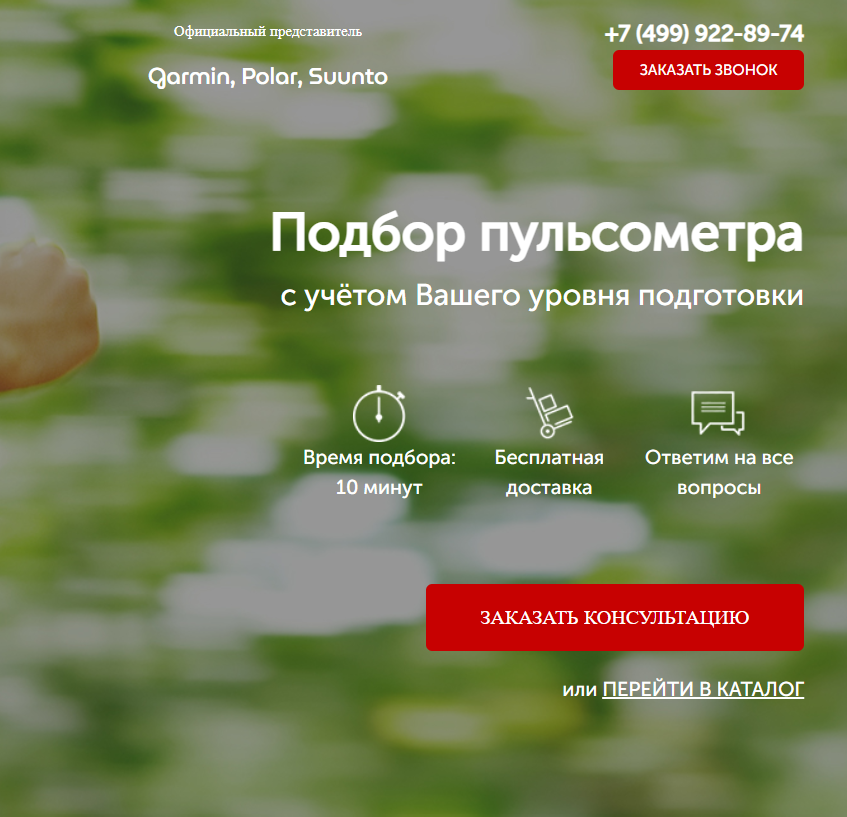 Официальный представитель
+7 (499) 922-89-74
Garmin, Polar, Suunto
ЗАКАЗАТЬ ЗВОНОК
Подбор пульсометра
с учётом Вашего уровня подготовки
Время подбора:
10 минут
Бесплатная
доставка
Ответим на все
вопросы
ЗАКАЗАТЬ КОНСУЛЬТАЦИЮ
или ПЕРЕЙТИ В КАТАЛОГ